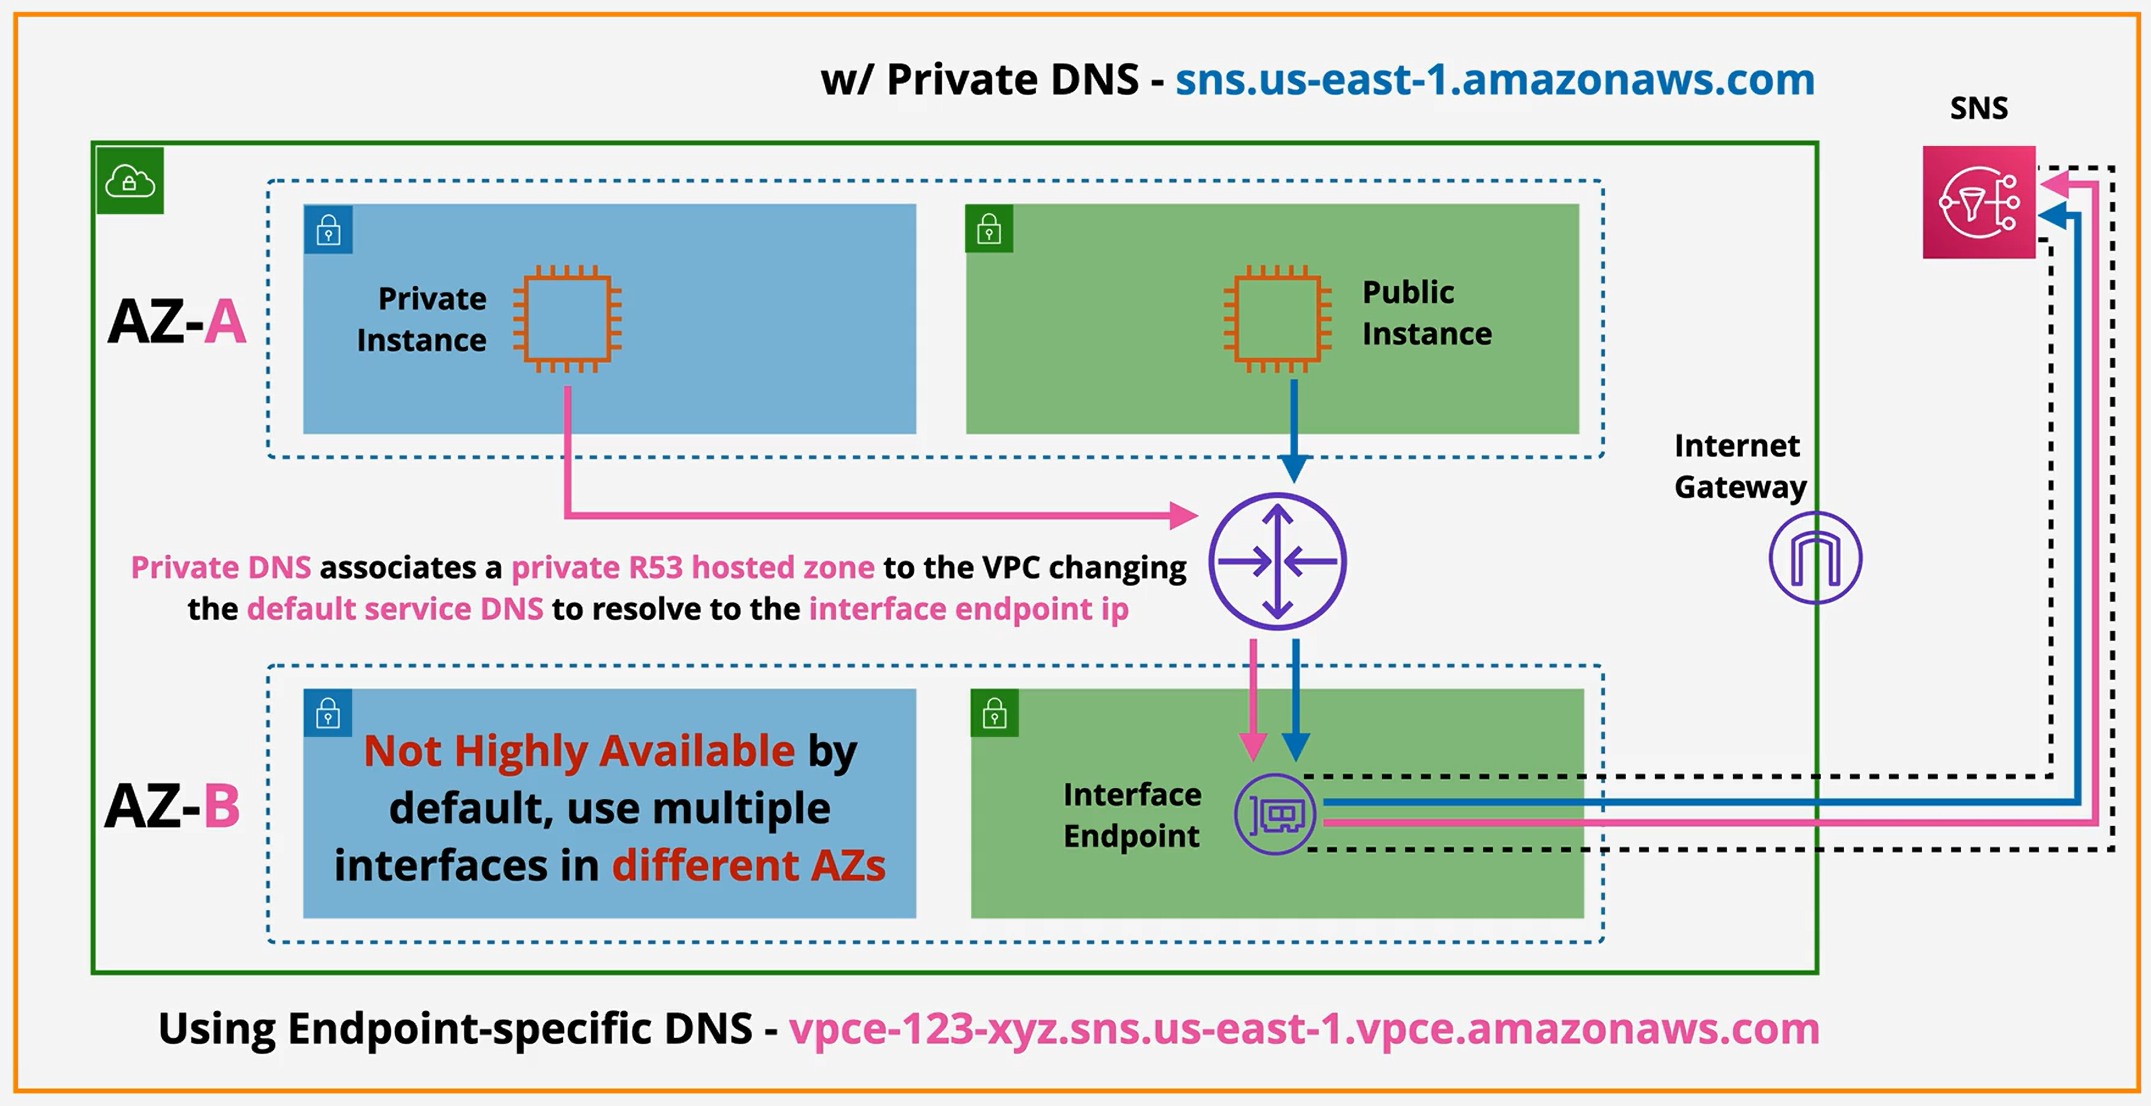 w/ Private DNS - sns.us-east-1.amazonaws.com
SNS
AZ-A
Private
Instance
Public
Instance
Internet
Gateway
Private DNS associates a private R53 hosted zone to the VPC changing
the default service DNS to resolve to the interface endpoint ip
AZ-B
Not Highly Available by
default, use multiple
interfaces in different AZs
Interface
Endpoint
Using Endpoint-specific DNS - vpce-123-xyz.sns.us-east-1.vpce.amazonaws.com